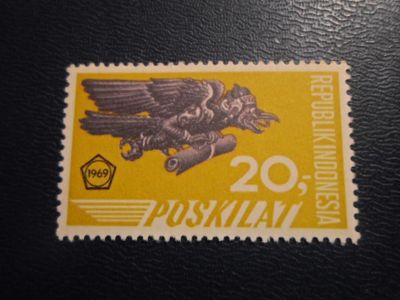 REPUBLIK INDONESIA
1969
20,-
POSKILAT